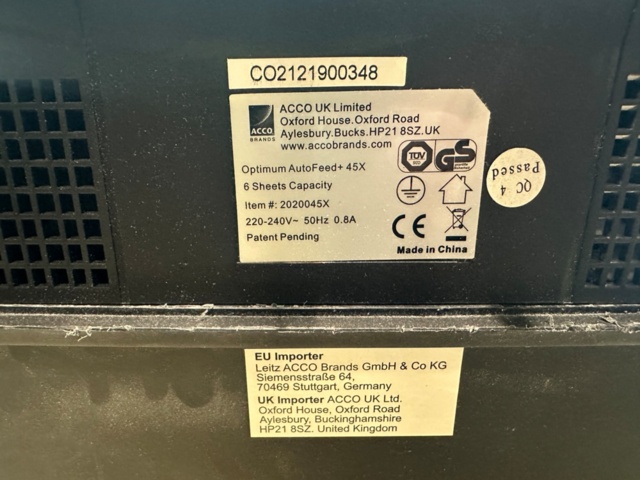 CO2121900348
ACCO
BRANDS
ACCO UK Limited
Oxford House.Oxford Road
Aylesbury.Bucks.HP21 8SZ.UK
www.accobrands.com
TÜV
GS
Optimum AutoFeed+ 45X
6 Sheets Capacity
Item #: 2020045X
220-240V~ 50Hz 0.8A
Patent Pending
CE
Made in China
QC 4
Passed
EU Importer
Leitz ACCO Brands GmbH & Co KG
Siemensstraße 64,
70469 Stuttgart, Germany
UK Importer ACCO UK Ltd.
Oxford House, Oxford Road
Aylesbury, Buckinghamshire
HP21 8SZ. United Kingdom